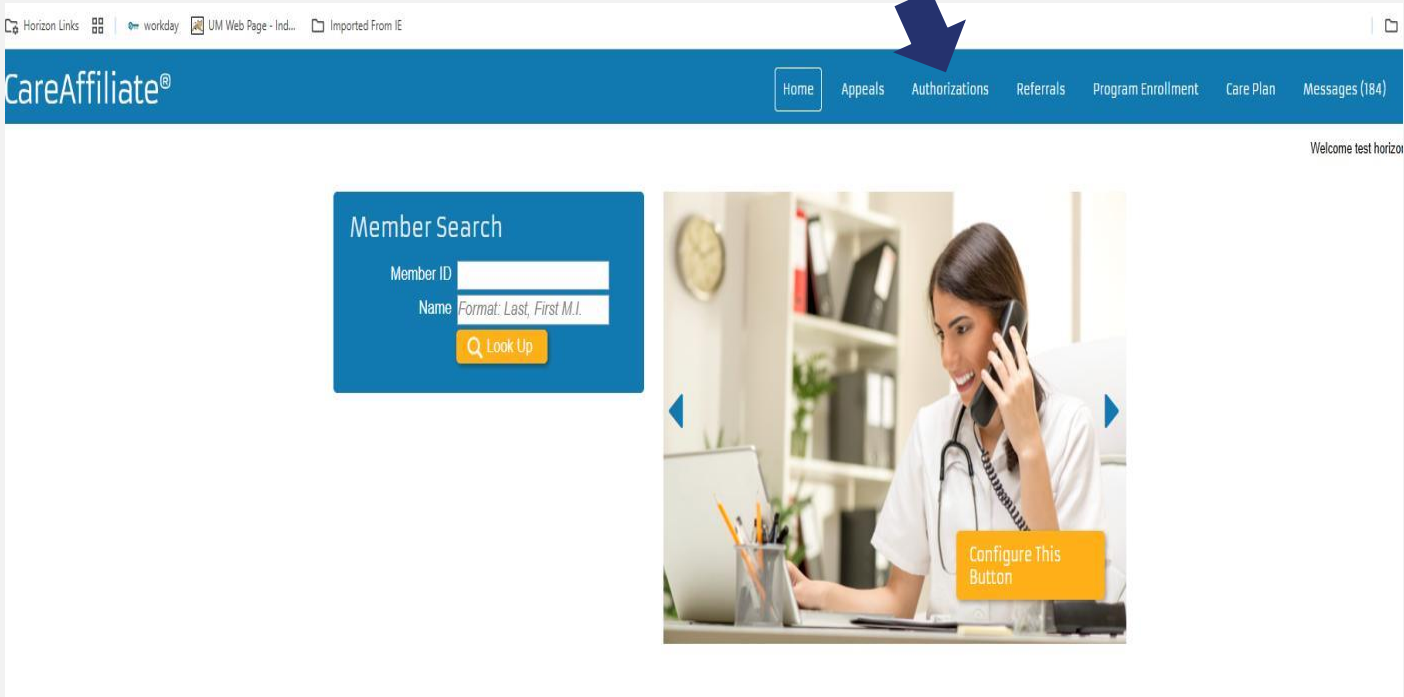 Horizon Links workday UM Web Page - Ind... Imported From IE
CareAffiliate®
Home Appeals Authorizations Referrals Program Enrollment Care Plan Messages (184)
Welcome test horizon
Member Search
Member ID
Name Format: Last, First M.I.
Look Up
Configure This
Button